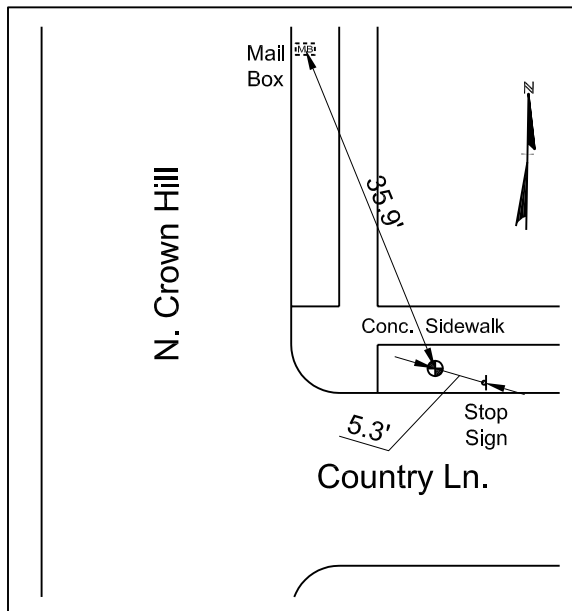 Mail
Box
MB
N
35.9'
N. Crown Hill
Conc. Sidewalk
Stop
Sign
5.3'
Country Ln.